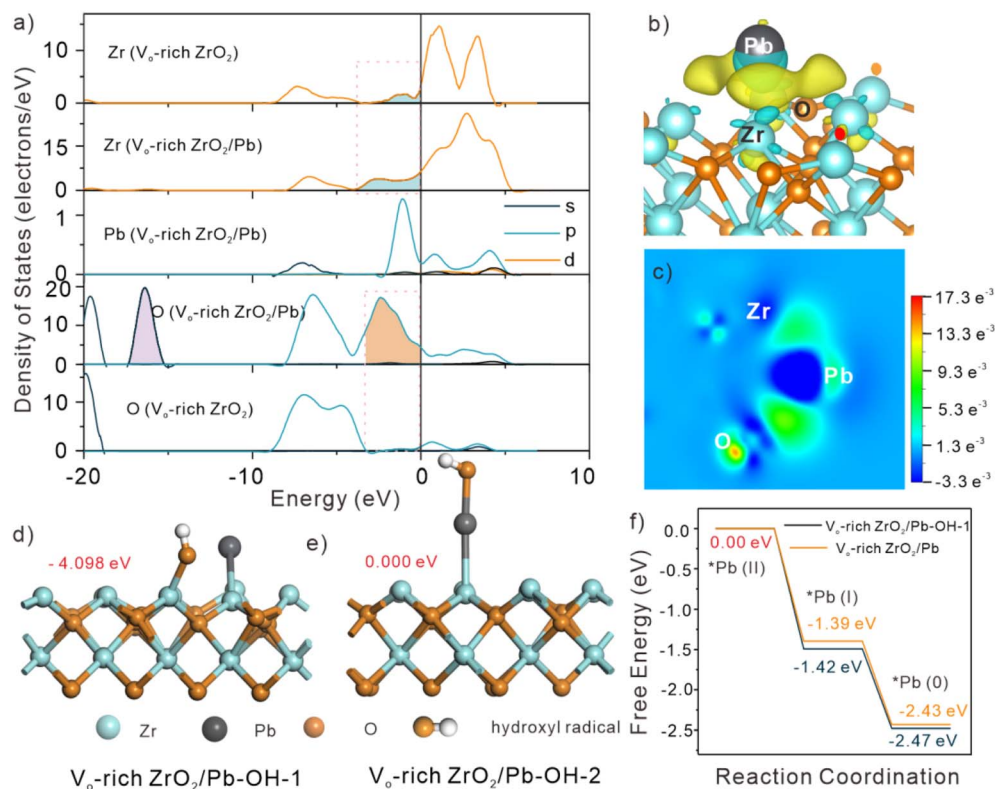 a)
Density of States (electrons/eV)
10
0
Zr (Vₒ-rich ZrO₂)
15
0
Zr (Vₒ-rich ZrO₂/Pb)
1
0
Pb (Vₒ-rich ZrO₂/Pb)
s
p
d
20
10
0
O (Vₒ-rich ZrO₂/Pb)
10
0
O (Vₒ-rich ZrO₂)
-20
-10
0
10
Energy (eV)
b)
Pb
O
Zr
c)
Zr
Pb
O
17.3 e⁻³
13.3 e⁻³
9.3 e⁻³
5.3 e⁻³
1.3 e⁻³
-3.3 e⁻³
d)
- 4.098 eV
e)
0.000 eV
Zr
Pb
O
hydroxyl radical
Vₒ-rich ZrO₂/Pb-OH-1
Vₒ-rich ZrO₂/Pb-OH-2
f)
Free Energy (eV)
0.0
-0.5
-1.0
-1.5
-2.0
-2.5
Vₒ-rich ZrO₂/Pb-OH-1
Vₒ-rich ZrO₂/Pb
0.00 eV
*Pb (II)
*Pb (I)
-1.39 eV
-1.42 eV
*Pb (0)
-2.43 eV
-2.47 eV
Reaction Coordination